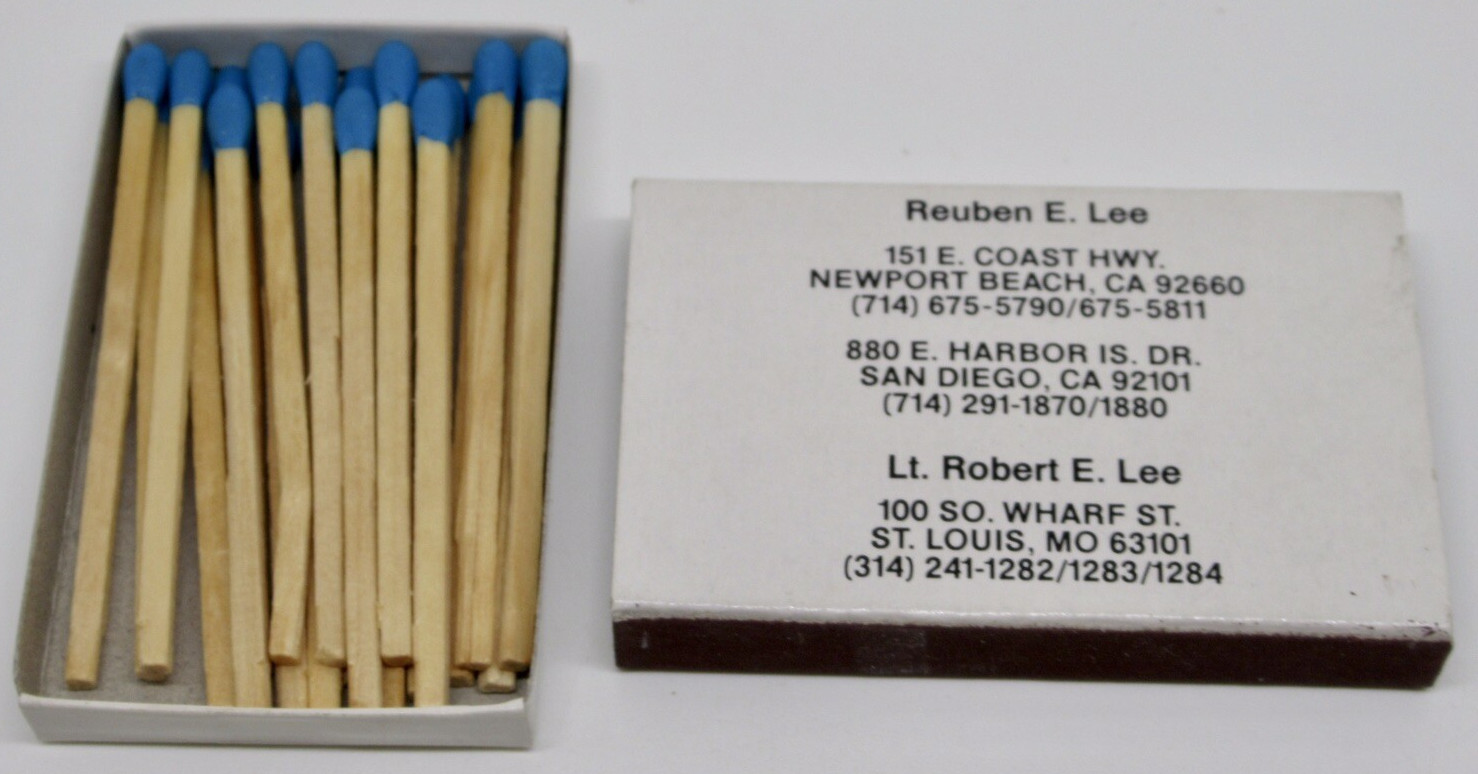 Reuben E. Lee
151 E. COAST HWY.
NEWPORT BEACH, CA 92660
(714) 675-5790/675-5811
880 E. HARBOR IS. DR.
SAN DIEGO, CA 92101
(714) 291-1870/1880
Lt. Robert E. Lee
100 SO. WHARF ST.
ST. LOUIS, MO 63101
(314) 241-1282/1283/1284